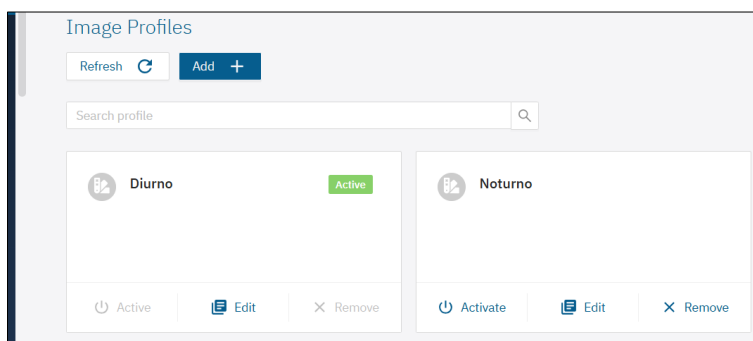 Image Profiles
Refresh Add
Search profile
Diurno Active Noturno
Active Edit Remove Activate Edit Remove